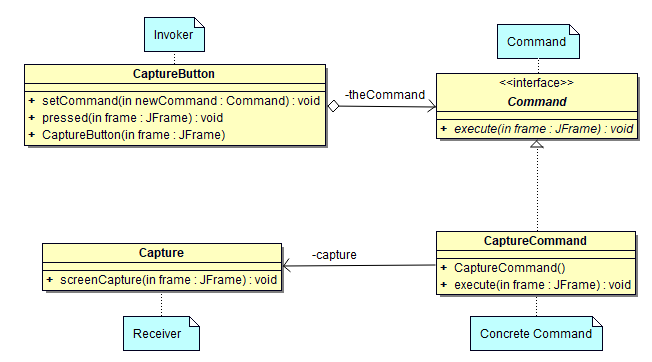 Invoker
Command
CaptureButton
+ setCommand(in newCommand : Command) : void
+ pressed(in frame : JFrame) : void
+ CaptureButton(in frame : JFrame)
-theCommand
<<interface>>
Command
+ execute(in frame : JFrame) : void
Capture
+ screenCapture(in frame : JFrame) : void
-capture
CaptureCommand
+ CaptureCommand()
+ execute(in frame : JFrame) : void
Receiver
Concrete Command